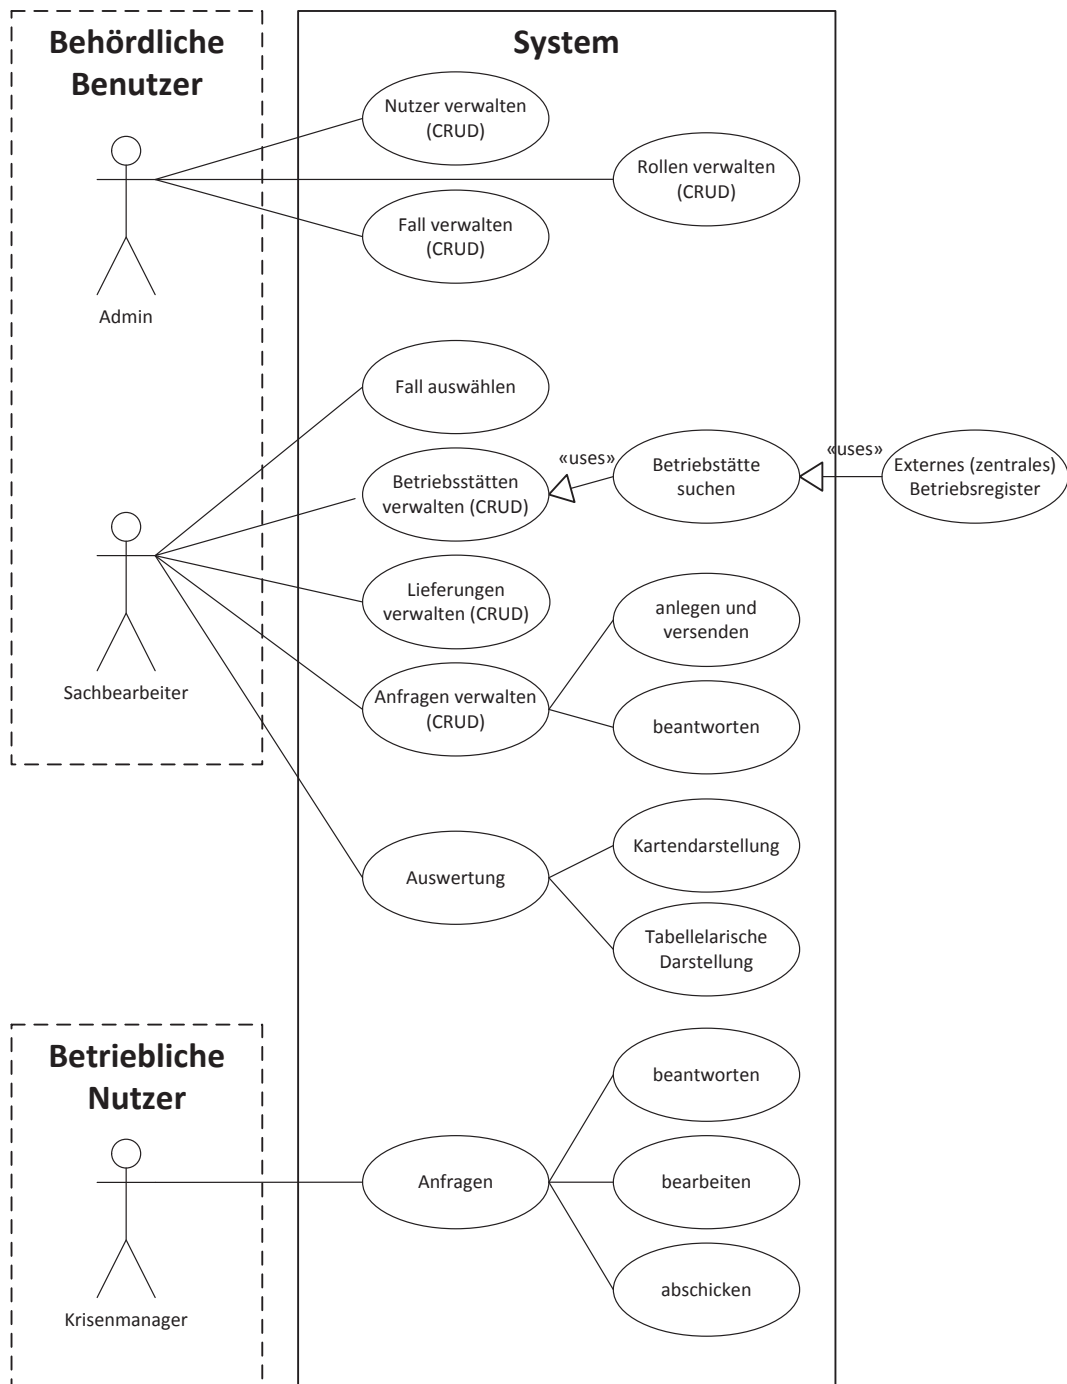 Behördliche
Benutzer
System
Nutzer verwalten
(CRUD)
Rollen verwalten
(CRUD)
Fall verwalten
(CRUD)
Admin
Fall auswählen
«uses»
«uses»
Betriebsstätten
verwalten (CRUD)
Betriebstätte
suchen
Externes (zentrales)
Betriebsregister
Lieferungen
verwalten (CRUD)
anlegen und
versenden
Sachbearbeiter
Anfragen verwalten
(CRUD)
beantworten
Kartendarstellung
Auswertung
Tabellelarische
Darstellung
Betriebliche
Nutzer
beantworten
Anfragen
bearbeiten
abschicken
Krisenmanager